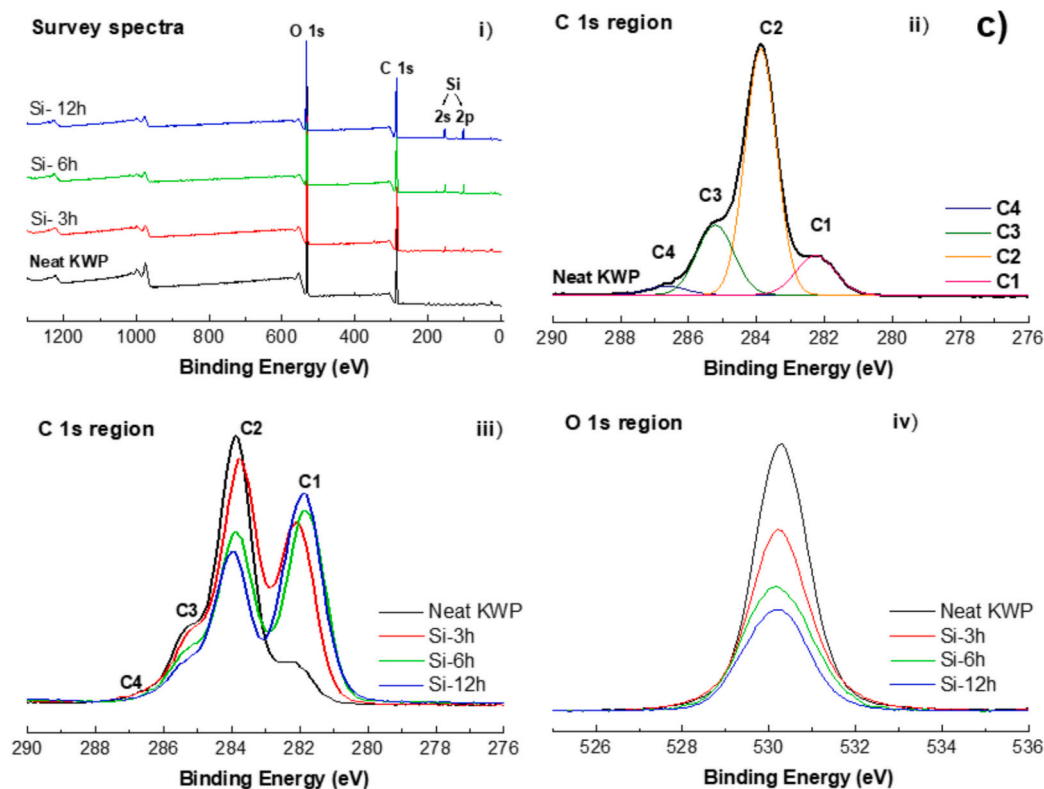 Survey spectra
i)
O 1s
C 1s
Si
2s 2p
Si- 12h
Si- 6h
Si- 3h
Neat KWP
1200 1000 800 600 400 200 0
Binding Energy (eV)
C 1s region
ii)
c)
C2
C3
C1
C4
Neat KWP
C4
C3
C2
C1
290 288 286 284 282 280 278 276
Binding Energy (eV)
C 1s region
iii)
C2
C1
C3
C4
Neat KWP
Si-3h
Si-6h
Si-12h
290 288 286 284 282 280 278 276
Binding Energy (eV)
O 1s region
iv)
Neat KWP
Si-3h
Si-6h
Si-12h
526 528 530 532 534 536
Binding Energy (eV)